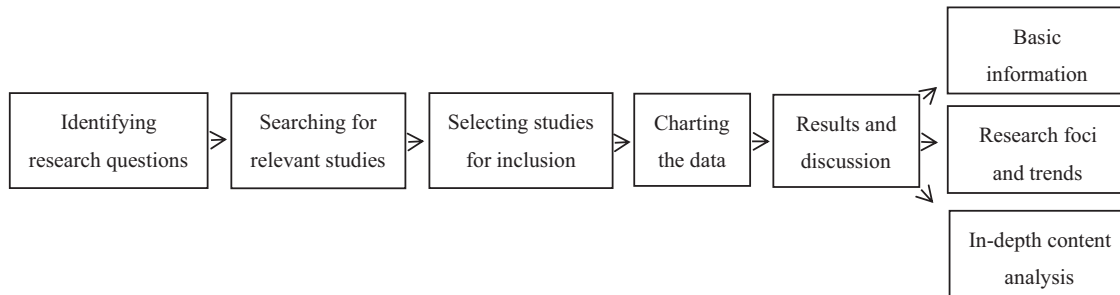 Identifying
research questions
Searching for
relevant studies
Selecting studies
for inclusion
Charting
the data
Results and
discussion
Basic
information
Research foci
and trends
In-depth content
analysis